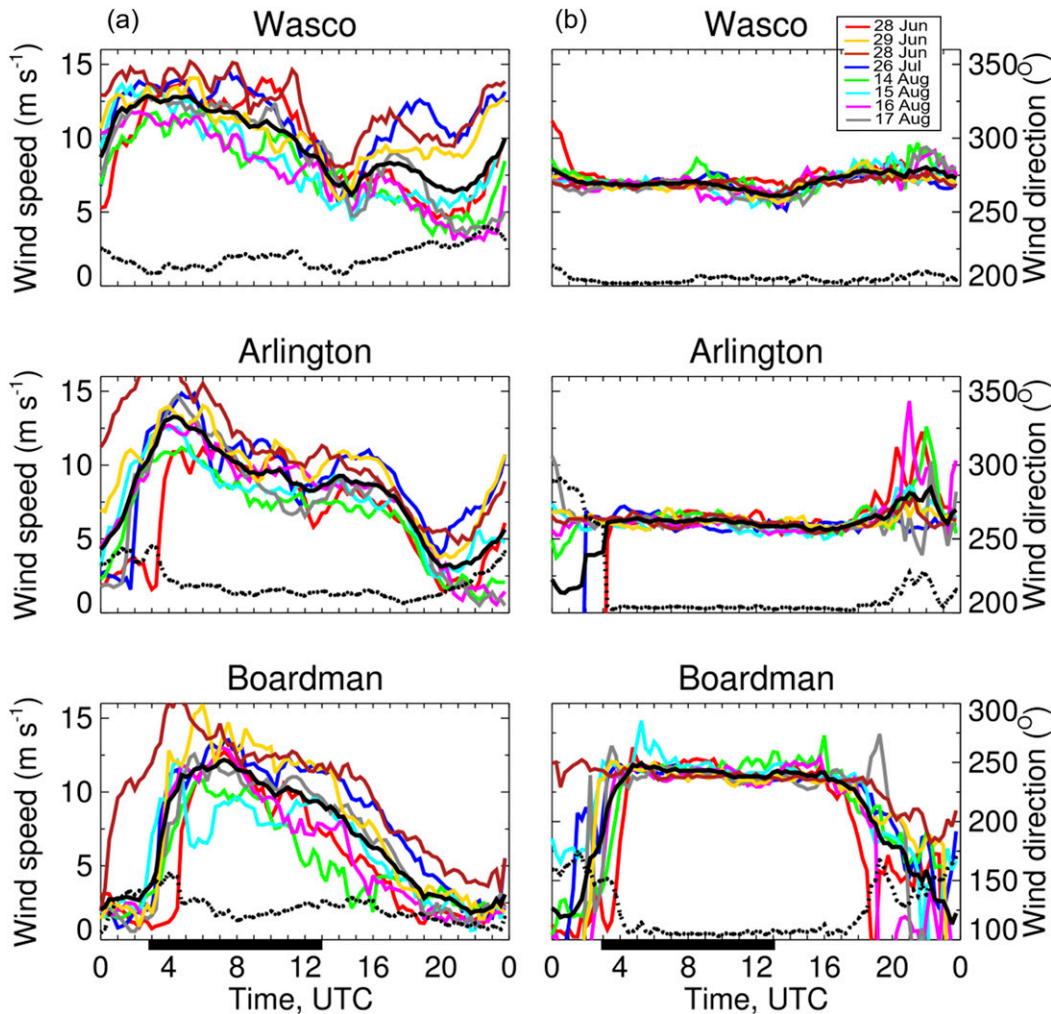 (a)
Wasco
(b)
Wasco
28 Jun
29 Jun
28 Jun
26 Jul
14 Aug
15 Aug
16 Aug
17 Aug
Wind speed (m s-1)
15
10
5
0
350
300
250
200
Wind direction (O)
Arlington
Arlington
Wind speed (m s-1)
15
10
5
0
350
300
250
200
Wind direction (O)
Boardman
Boardman
Wind speed (m s-1)
15
10
5
0
300
250
200
150
100
Wind direction (O)
0 4 8 12 16 20 0
0 4 8 12 16 20 0
Time, UTC
Time, UTC